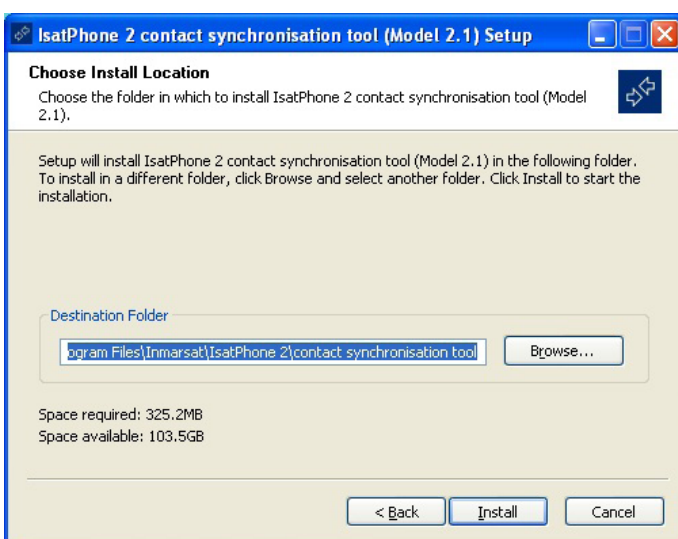 IsatPhone 2 contact synchronisation tool (Model 2.1) Setup
Choose Install Location
Choose the folder in which to install IsatPhone 2 contact synchronisation tool (Model
2.1).
Setup will install IsatPhone 2 contact synchronisation tool (Model 2.1) in the following folder.
To install in a different folder, click Browse and select another folder. Click Install to start the
installation.
Destination Folder
ogram Files\Inmarsat\IsatPhone 2\contact synchronisation tool
Browse...
Space required: 325.2MB
Space available: 103.5GB
< Back Install Cancel